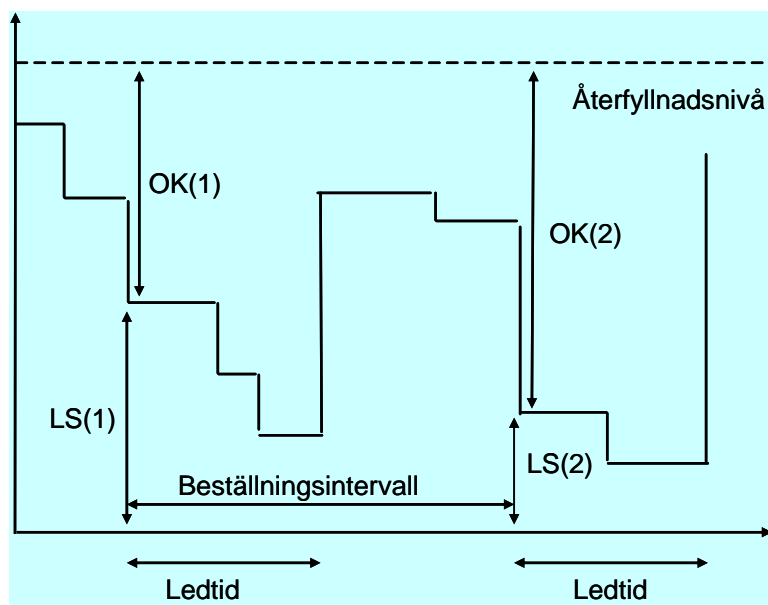 Återfyllnadsnivå
OK(1)
OK(2)
LS(1)
LS(2)
Beställningsintervall
Ledtid
Ledtid